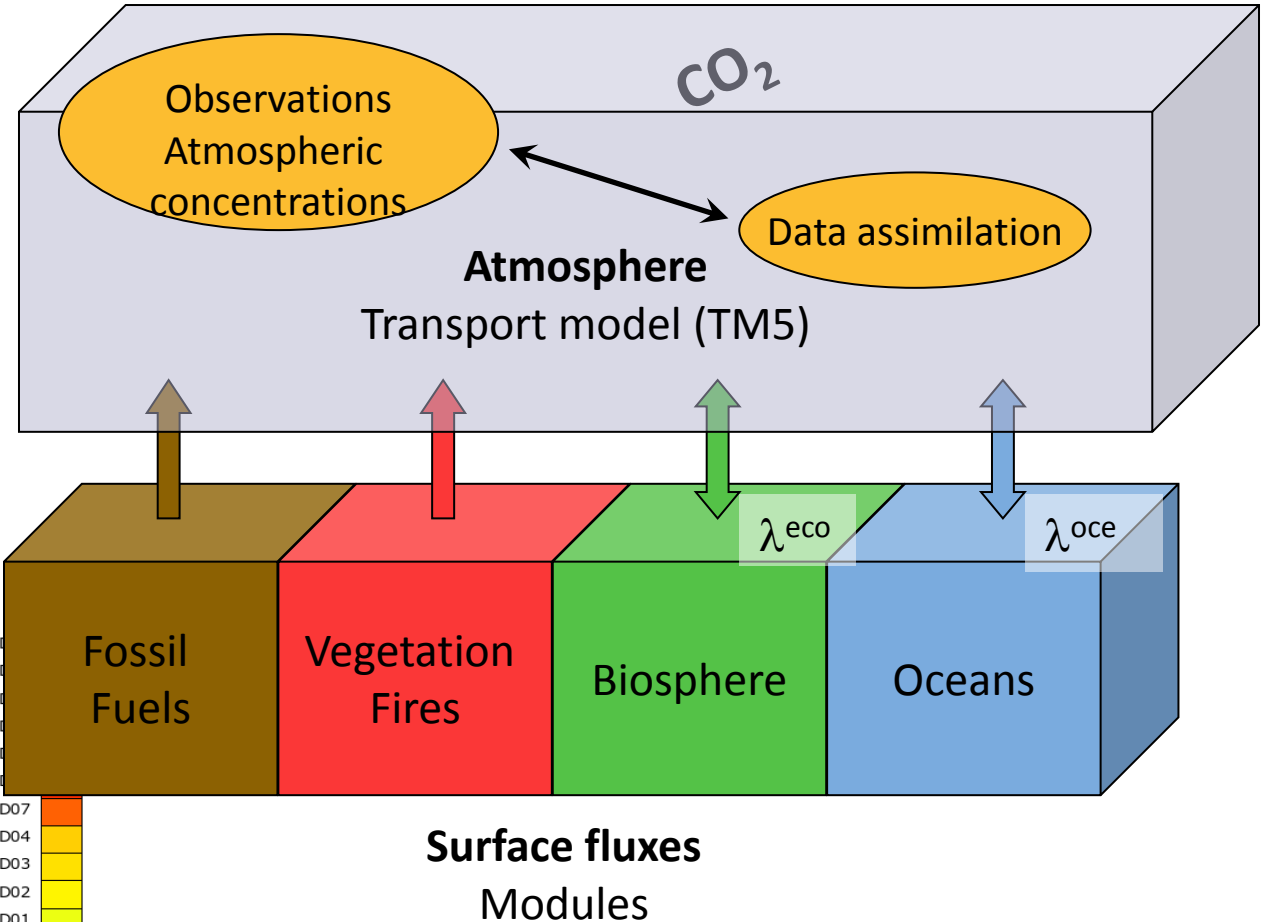 CO₂
Observations
Atmospheric
concentrations
Data assimilation
Atmosphere
Transport model (TM5)
λᵉᶜᵒ
λᵒᶜᵉ
Fossil
Fuels
Vegetation
Fires
Biosphere
Oceans
D07
D04
D03
D02
D01
Surface fluxes
Modules